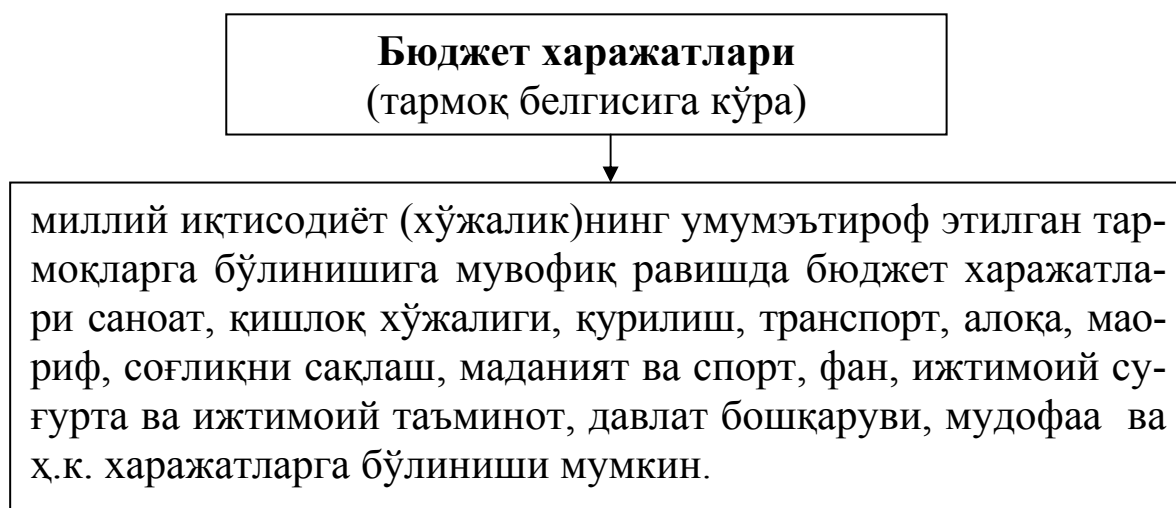 Бюджет харажатлари
(тармоқ белгисига кўра)
миллий иқтисодиёт (хўжалик)нинг умумэътироф этилган тар-
моқларга бўлинишига мувофиқ равишда бюджет харажатла-
ри саноат, қишлоқ хўжалиги, қурилиш, транспорт, алоқа, мао-
риф, соғлиқни сақлаш, маданият ва спорт, фан, ижтимоий су-
ғурта ва ижтимоий таъминот, давлат бошқаруви, мудофаа ва
ҳ.к. харажатларга бўлиниши мумкин.